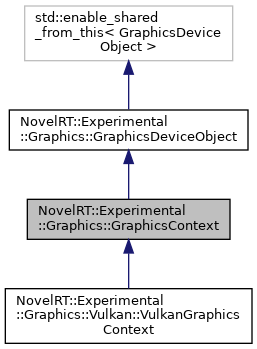 std::enable_shared
_from_this< GraphicsDevice
Object >
NovelRT::Experimental
::Graphics::GraphicsDeviceObject
NovelRT::Experimental
::Graphics::GraphicsContext
NovelRT::Experimental
::Graphics::Vulkan::VulkanGraphics
Context